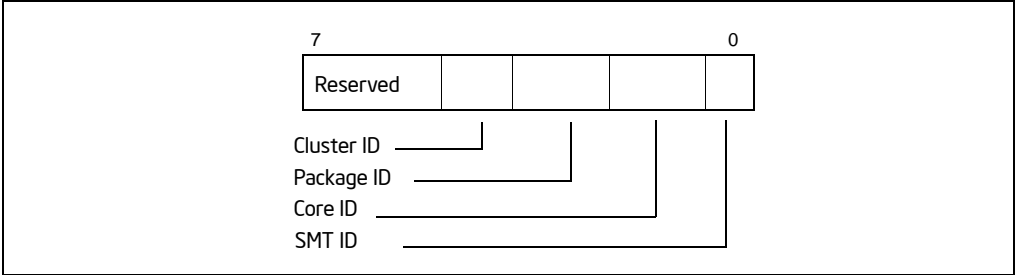 7 0
Reserved
Cluster ID
Package ID
Core ID
SMT ID